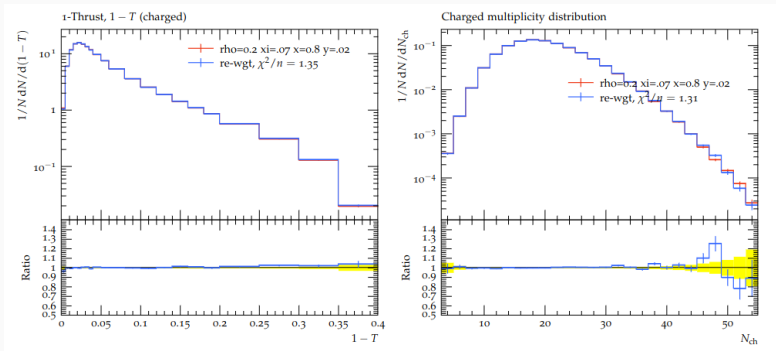 1-Thrust, 1 − T (charged)
1/N dN/d(1 − T)
rho=0.2 xi=.07 x=0.8 y=.02
re-wgt, χ²/n = 1.35
10¹
1
10⁻¹
Ratio
1.4
1.3
1.2
1.1
1
0.9
0.8
0.7
0.6
0.5
0 0.05 0.1 0.15 0.2 0.25 0.3 0.35 0.4
1 − T
Charged multiplicity distribution
1/N dN/dN_ch
rho=0.2 xi=.07 x=0.8 y=.02
re-wgt, χ²/n = 1.31
10⁻¹
10⁻²
10⁻³
10⁻⁴
Ratio
1.4
1.3
1.2
1.1
1
0.9
0.8
0.7
0.6
0.5
10 20 30 40 50
N_ch